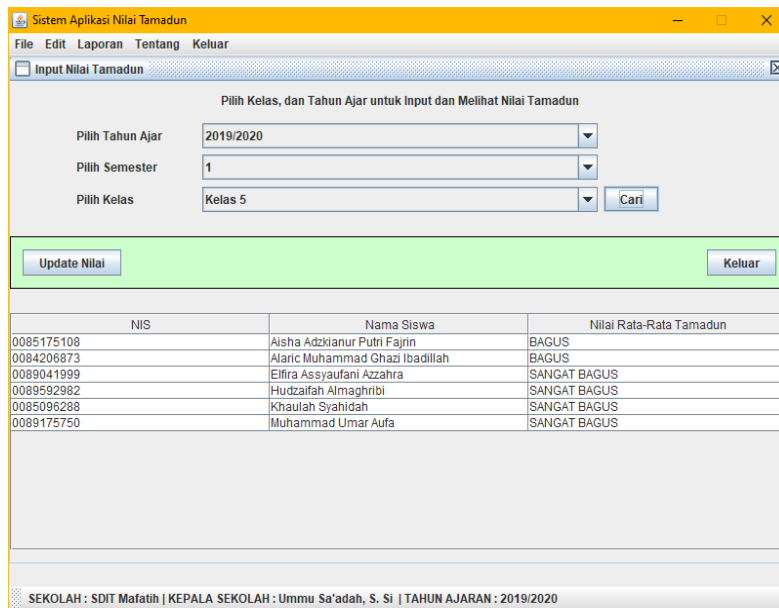 Sistem Aplikasi Nilai Tamadun
File Edit Laporan Tentang Keluar
Input Nilai Tamadun
Pilih Kelas, dan Tahun Ajar untuk Input dan Melihat Nilai Tamadun
Pilih Tahun Ajar 2019/2020
Pilih Semester 1
Pilih Kelas Kelas 5 Cari
Update Nilai Keluar
NIS Nama Siswa Nilai Rata-Rata Tamadun
0085175108 Aisha Adzkianur Putri Fajrin BAGUS
0084206873 Alaric Muhammad Ghazi Ibadillah BAGUS
0089041999 Elfira Assyaufani Azzahra SANGAT BAGUS
0089592982 Hudzaifah Almaghribi SANGAT BAGUS
0085096288 Khaulah Syahidah SANGAT BAGUS
0089175750 Muhammad Umar Aufa SANGAT BAGUS
SEKOLAH : SDIT Mafatih | KEPALA SEKOLAH : Ummu Sa'adah, S. Si | TAHUN AJARAN : 2019/2020